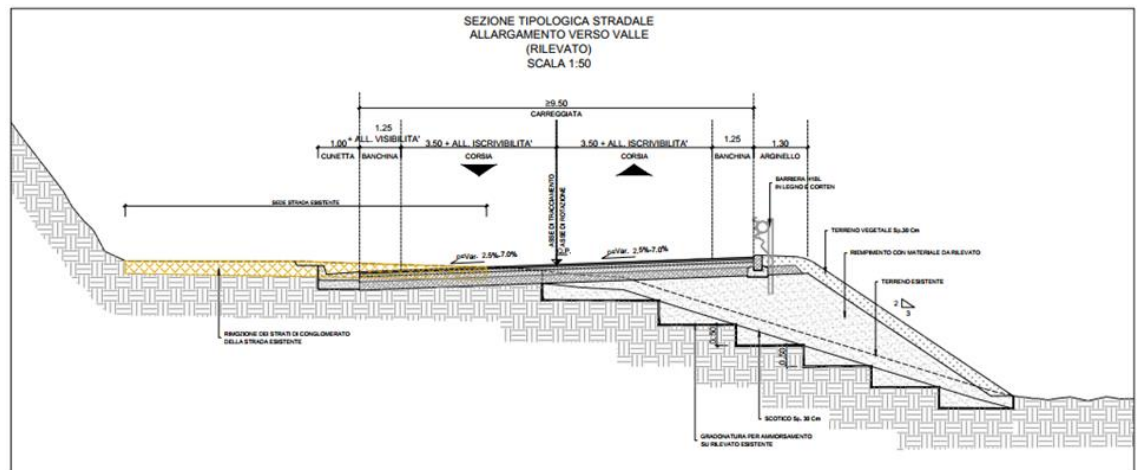 SEZIONE TIPOLOGICA STRADALE
ALLARGAMENTO VERSO VALLE
(RILEVATO)
SCALA 1:50
≥9.50
CARREGGIATA
1.00
CUNETTA
1.25
+ ALL. VISIBILITA'
BANCHINA
3.50 + ALL. ISCRIVIBILITA'
CORSIA
3.50 + ALL. ISCRIVIBILITA'
CORSIA
1.25
BANCHINA
1.30
ARGINELLO
SEDE STRADA ESISTENTE
ASSE DI TRACCIAMENTO
ASSE DI ROTAZIONE
BARRIERA H1BL
IN LEGNO E CORTEN
TERRENO VEGETALE Sp.30 Cm
RIEMPIMENTO CON MATERIALE DA RILEVATO
TERRENO ESISTENTE
p=Var. 2,5%-7,0%
Q.P.
p=Var. 2,5%-7,0%
2
3
RIMOZIONE DEI STRATI DI CONGLOMERATO
DELLA STRADA ESISTENTE
0,50
0,50
SCOTICO Sp. 30 Cm
GRADONATURA PER AMMORSAMENTO
SU RILEVATO ESISTENTE